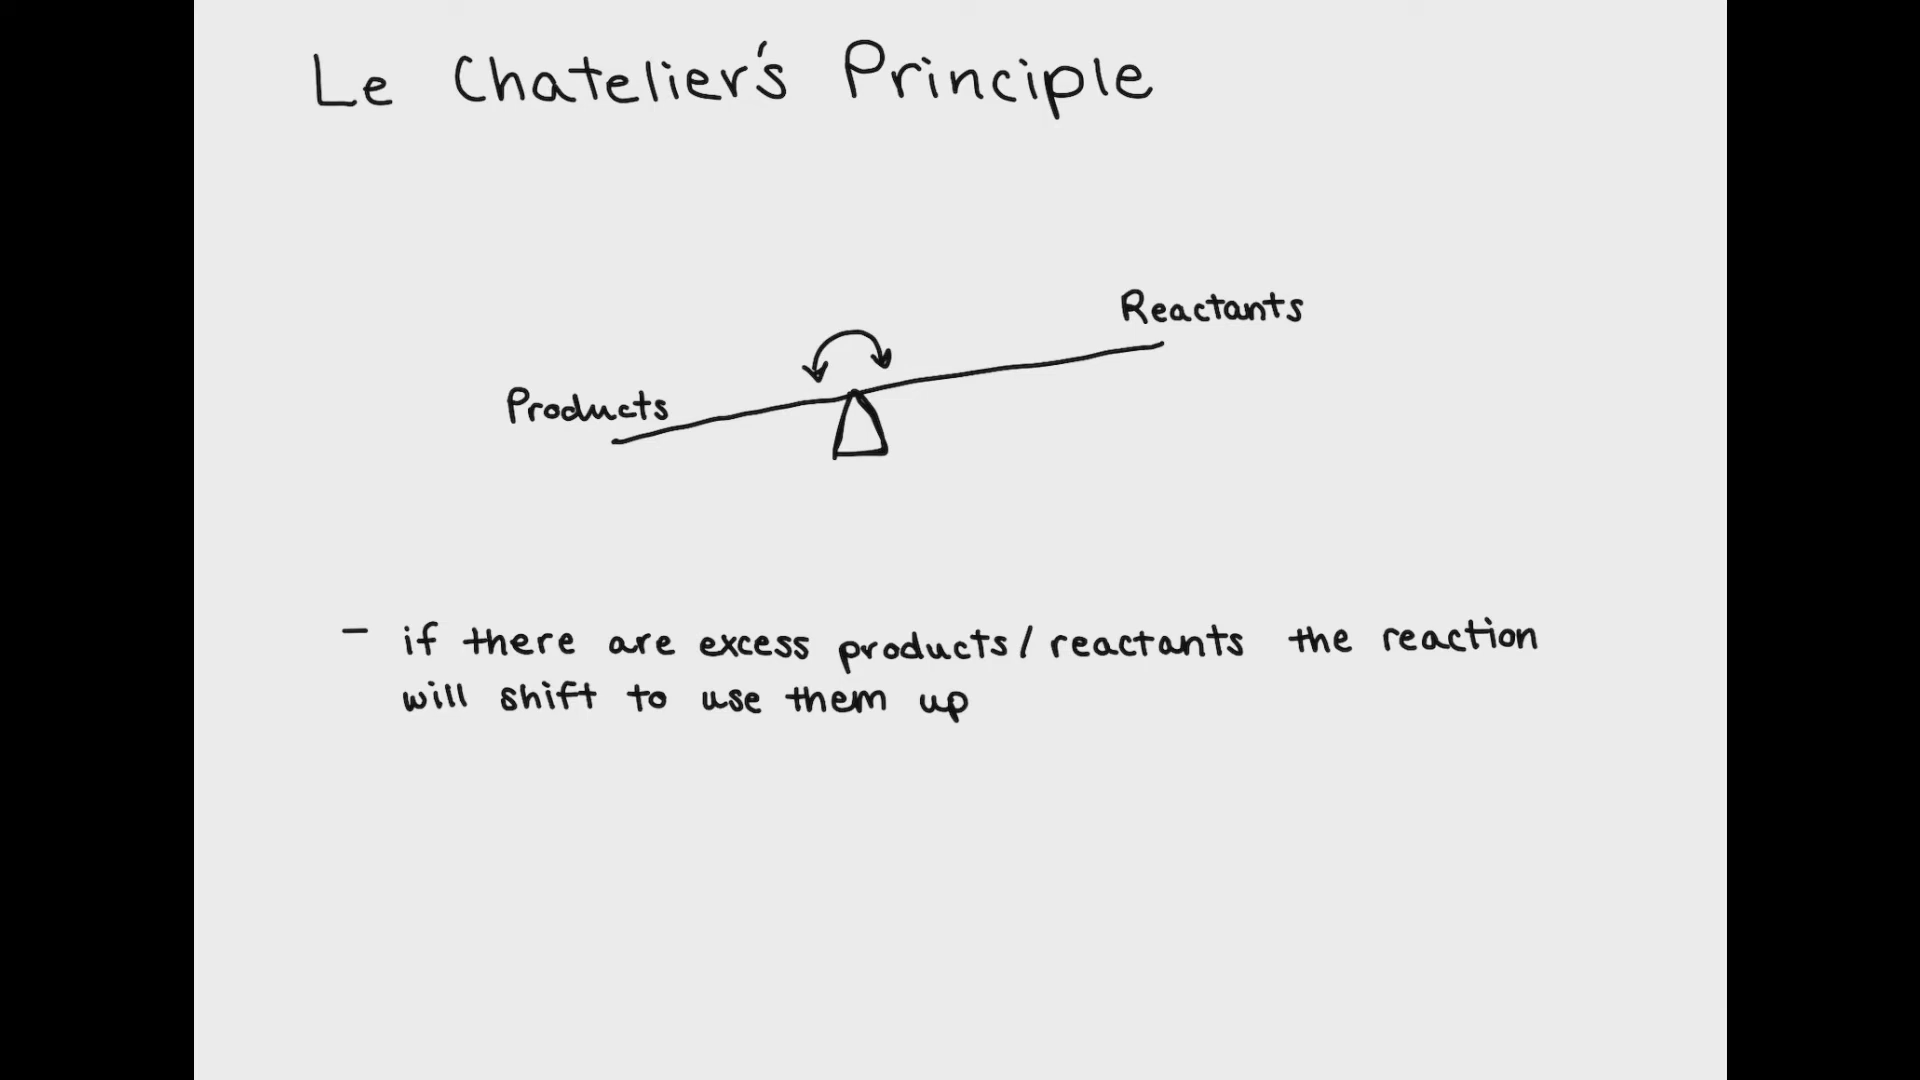 Le Chatelier's Principle
Reactants
Products
- if there are excess products/reactants the reaction
will shift to use them up